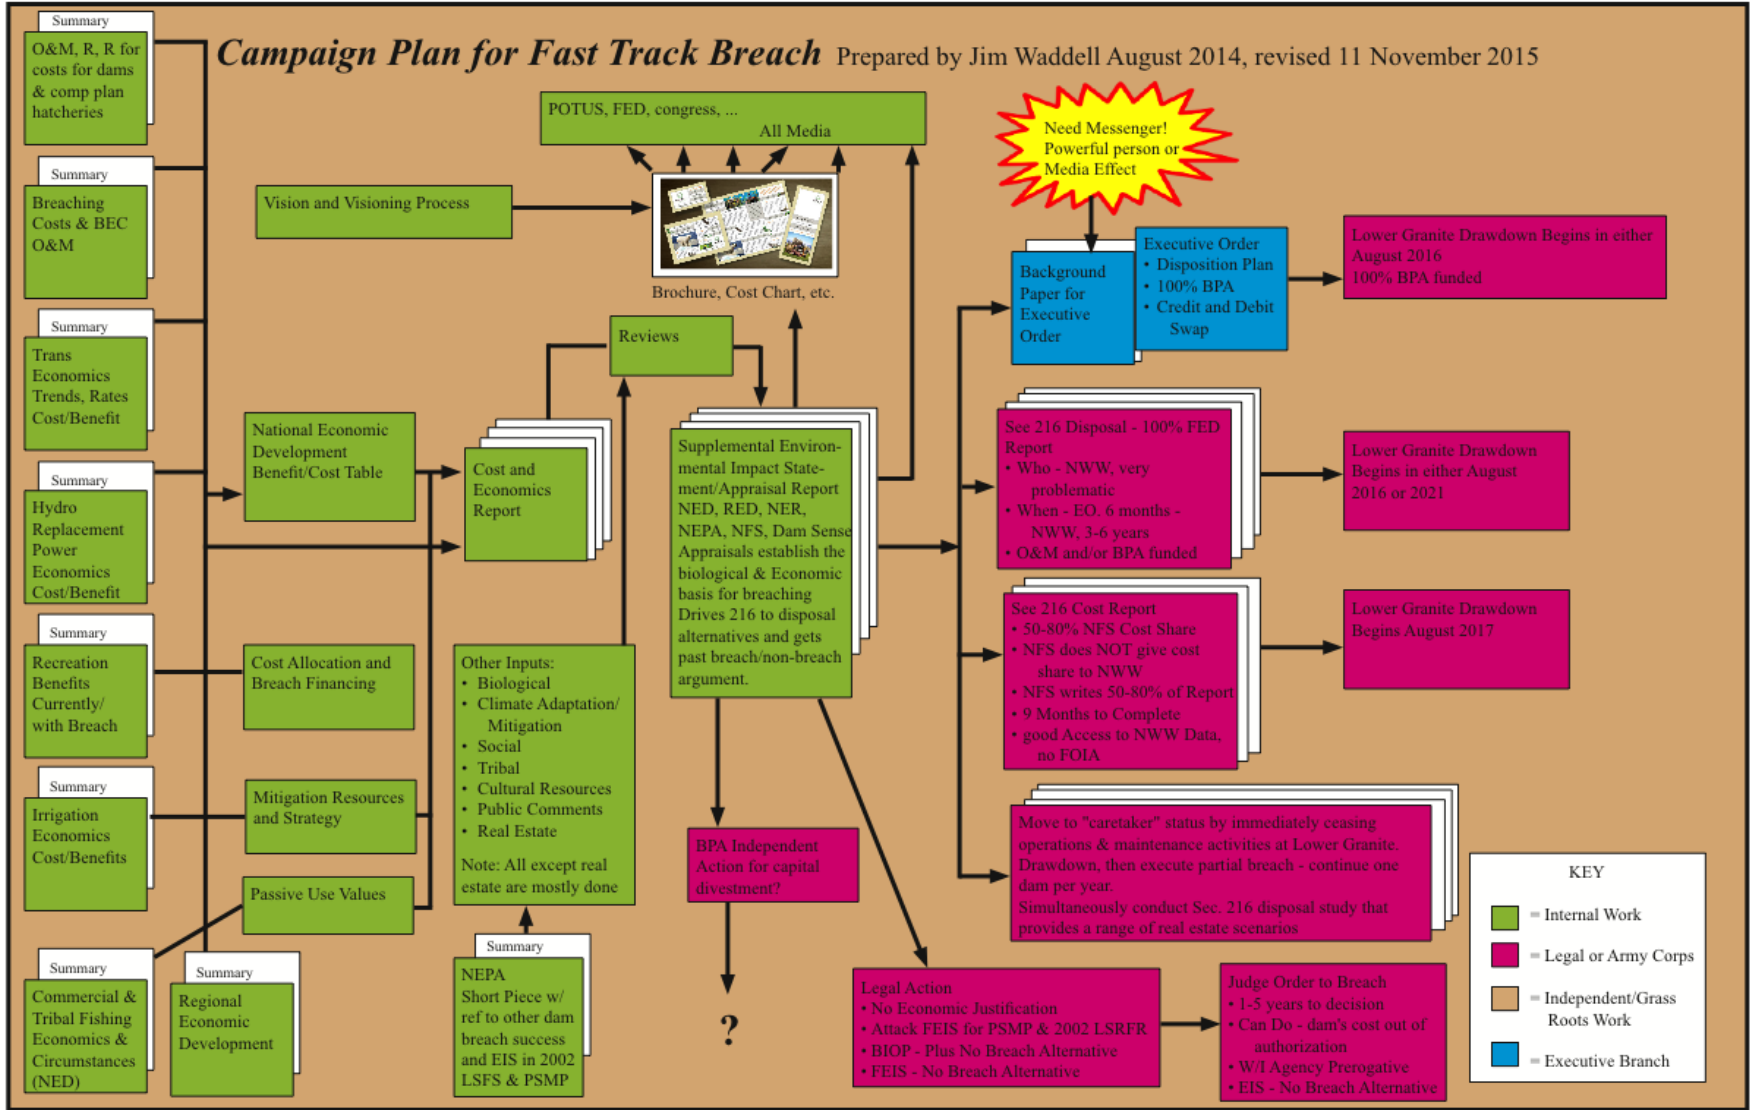 Campaign Plan for Fast Track Breach Prepared by Jim Waddell August 2014, revised 11 November 2015
Summary
O&M, R, R for
costs for dams
& comp plan
hatcheries
Summary
Breaching
Costs & BEC
O&M
Summary
Trans
Economics
Trends, Rates
Cost/Benefit
Summary
Hydro
Replacement
Power
Economics
Cost/Benefit
Summary
Recreation
Benefits
Currently/
with Breach
Summary
Irrigation
Economics
Cost/Benefits
Summary
Commercial &
Tribal Fishing
Economics &
Circumstances
(NED)
Summary
Regional
Economic
Development
Vision and Visioning Process
National Economic
Development
Benefit/Cost Table
Cost Allocation and
Breach Financing
Mitigation Resources
and Strategy
Passive Use Values
POTUS, FED, congress, ...
All Media
Brochure, Cost Chart, etc.
Reviews
Cost and
Economics
Report
Other Inputs:
• Biological
• Climate Adaptation/
Mitigation
• Social
• Tribal
• Cultural Resources
• Public Comments
• Real Estate
Note: All except real
estate are mostly done
Summary
NEPA
Short Piece w/
ref to other dam
breach success
and EIS in 2002
LSFS & PSMP
Supplemental Environ-
mental Impact State-
ment/Appraisal Report
NED, RED, NER,
NEPA, NFS, Dam Sense
Appraisals establish the
biological & Economic
basis for breaching
Drives 216 to disposal
alternatives and gets
past breach/non-breach
argument.
BPA Independent
Action for capital
divestment?
?
Legal Action
• No Economic Justification
• Attack FEIS for PSMP & 2002 LSRFR
• BIOP - Plus No Breach Alternative
• FEIS - No Breach Alternative
Judge Order to Breach
• 1-5 years to decision
• Can Do - dam's cost out of
authorization
• W/I Agency Prerogative
• EIS - No Breach Alternative
Need Messenger!
Powerful person or
Media Effect
Background
Paper for
Executive
Order
Executive Order
• Disposition Plan
• 100% BPA
• Credit and Debit
Swap
Lower Granite Drawdown Begins in either
August 2016
100% BPA funded
See 216 Disposal - 100% FED
Report
• Who - NWW, very
problematic
• When - EO. 6 months -
NWW, 3-6 years
• O&M and/or BPA funded
Lower Granite Drawdown
Begins in either August
2016 or 2021
See 216 Cost Report
• 50-80% NFS Cost Share
• NFS does NOT give cost
share to NWW
• NFS writes 50-80% of Report
• 9 Months to Complete
• good Access to NWW Data,
no FOIA
Lower Granite Drawdown
Begins August 2017
Move to "caretaker" status by immediately ceasing
operations & maintenance activities at Lower Granite.
Drawdown, then execute partial breach - continue one
dam per year.
Simultaneously conduct Sec. 216 disposal study that
provides a range of real estate scenarios
KEY
= Internal Work
= Legal or Army Corps
= Independent/Grass
Roots Work
= Executive Branch